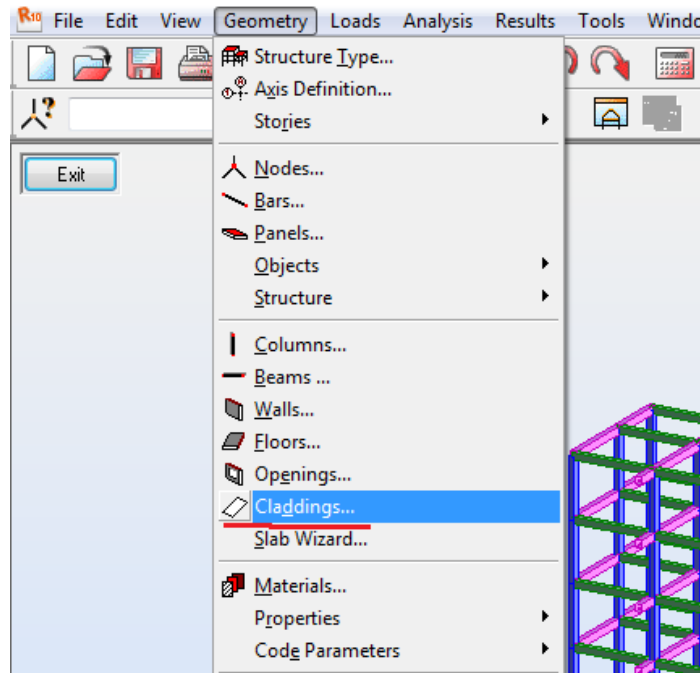 R10 File Edit View Geometry Loads Analysis Results Tools
Structure Type...
Axis Definition...
Stories
Exit
Nodes...
Bars...
Panels...
Objects
Structure
Columns...
Beams ...
Walls...
Floors...
Openings...
Claddings...
Slab Wizard...
Materials...
Properties
Code Parameters